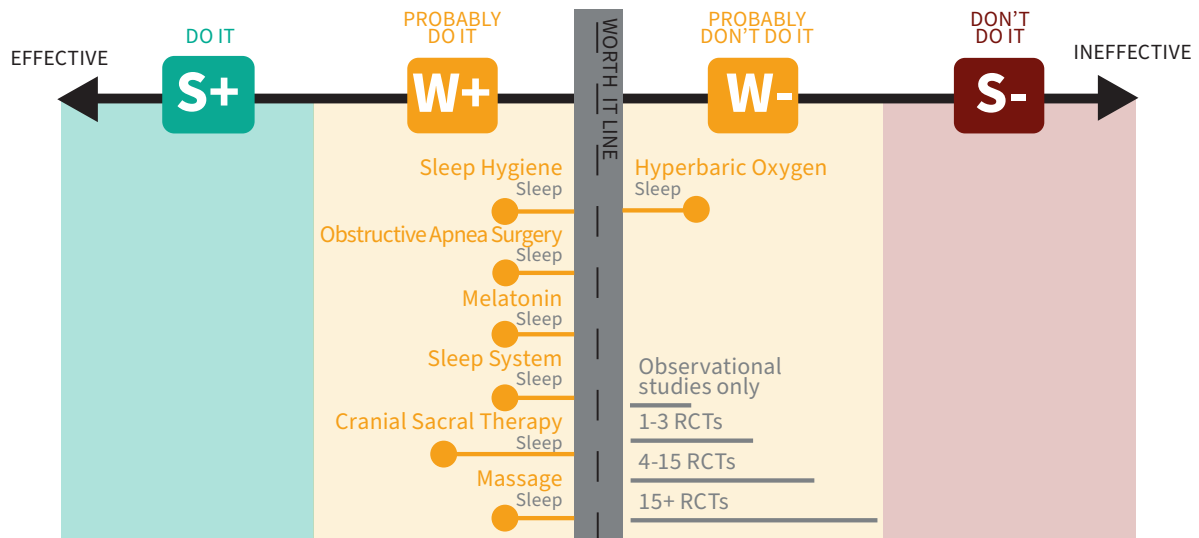 EFFECTIVE
DO IT
S+
PROBABLY
DO IT
W+
WORTH IT LINE
PROBABLY
DON'T DO IT
W-
DON'T
DO IT
S-
INEFFECTIVE
Sleep Hygiene
Sleep
Obstructive Apnea Surgery
Sleep
Melatonin
Sleep
Sleep System
Sleep
Cranial Sacral Therapy
Sleep
Massage
Sleep
Hyperbaric Oxygen
Sleep
Observational
studies only
1-3 RCTs
4-15 RCTs
15+ RCTs